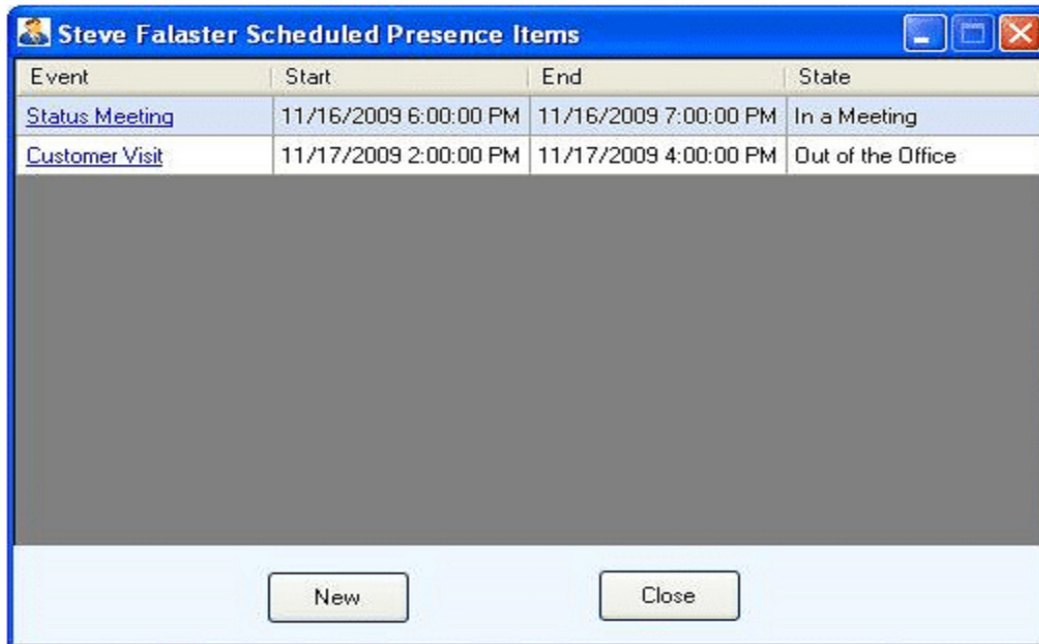 Steve Falaster Scheduled Presence Items
Event Start End State
Status Meeting 11/16/2009 6:00:00 PM 11/16/2009 7:00:00 PM In a Meeting
Customer Visit 11/17/2009 2:00:00 PM 11/17/2009 4:00:00 PM Out of the Office
New Close